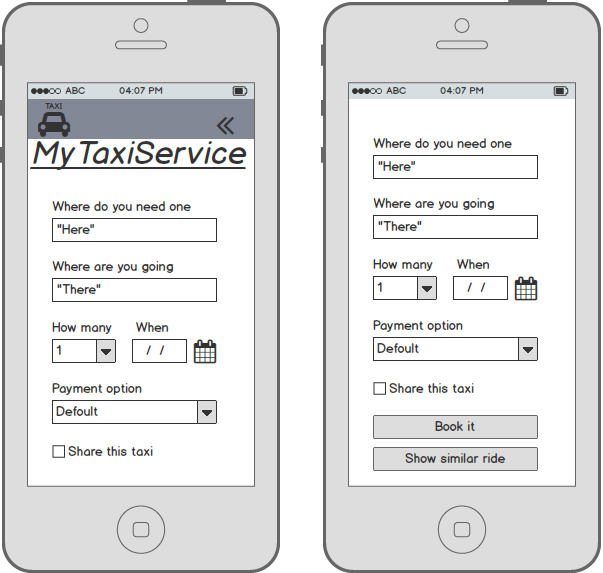 ABC 04:07 PM
TAXI
MyTaxiService
Where do you need one
"Here"
Where are you going
"There"
How many When
1 / /
Payment option
Defoult
Share this taxi
ABC 04:07 PM
Where do you need one
"Here"
Where are you going
"There"
How many When
1 / /
Payment option
Defoult
Share this taxi
Book it
Show similar ride